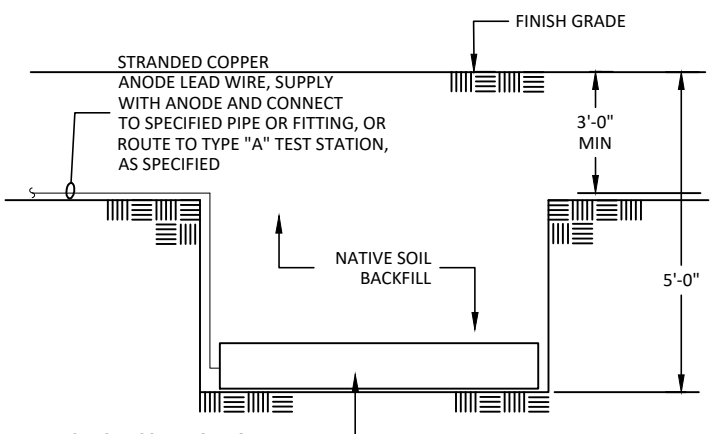 FINISH GRADE
STRANDED COPPER
ANODE LEAD WIRE, SUPPLY
WITH ANODE AND CONNECT
TO SPECIFIED PIPE OR FITTING, OR
ROUTE TO TYPE "A" TEST STATION,
AS SPECIFIED
3'-0"
MIN
NATIVE SOIL
BACKFILL
5'-0"